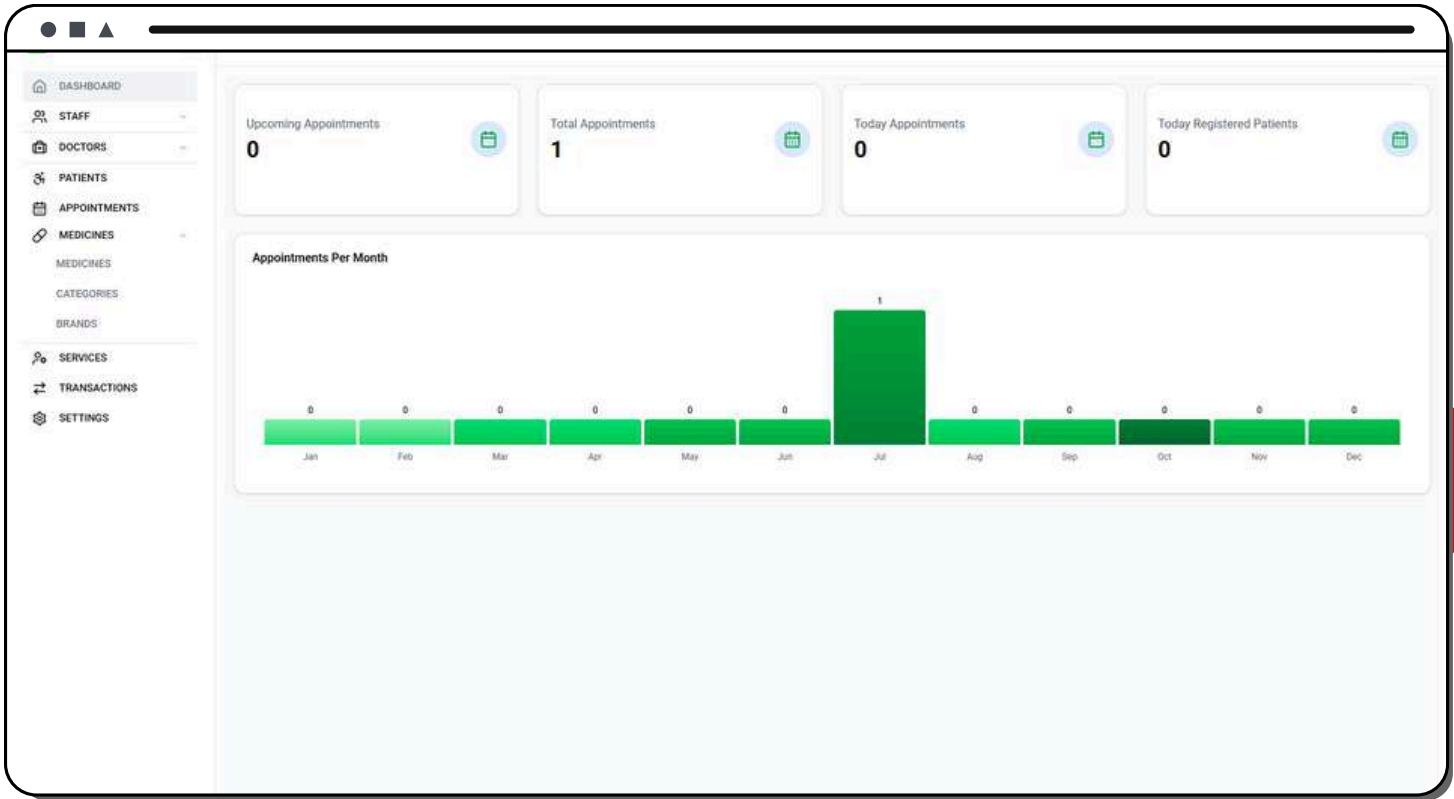 DASHBOARD
STAFF
DOCTORS
PATIENTS
APPOINTMENTS
MEDICINES
MEDICINES
CATEGORIES
BRANDS
SERVICES
TRANSACTIONS
SETTINGS
Upcoming Appointments
0
Total Appointments
1
Today Appointments
0
Today Registered Patients
0
Appointments Per Month
0 0 0 0 0 0 1 0 0 0 0 0
Jan Feb Mar Apr May Jun Jul Aug Sep Oct Nov Dec